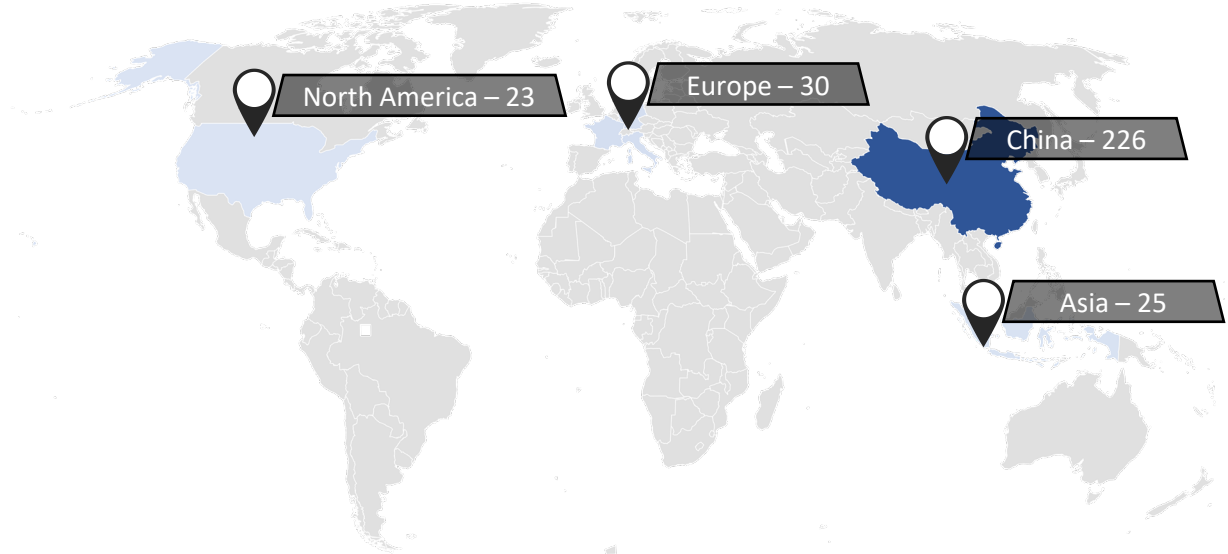 North America – 23
Europe – 30
China – 226
Asia – 25